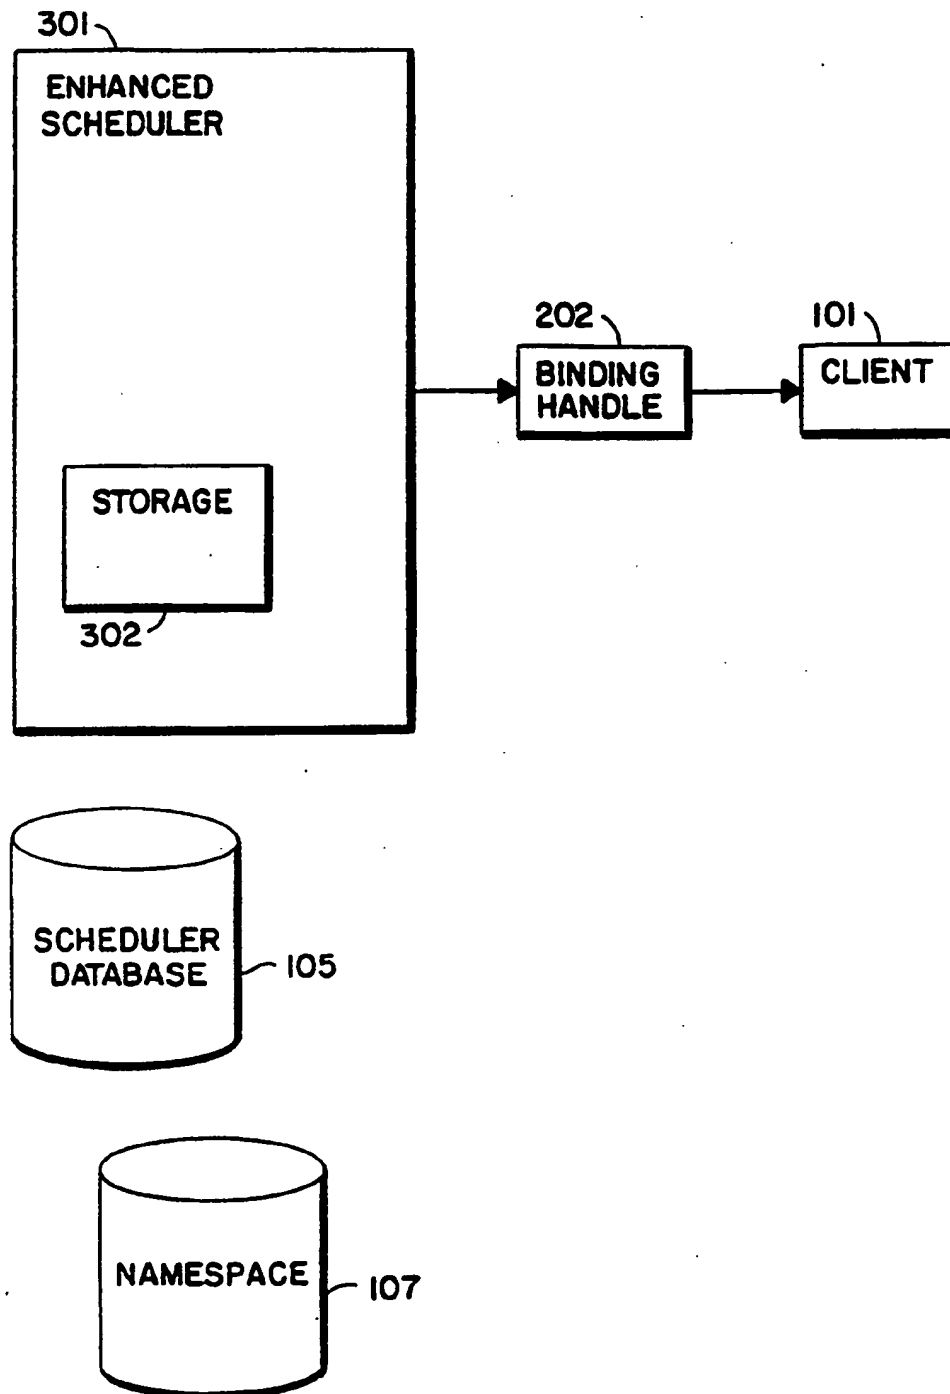 301
ENHANCED
SCHEDULER
202
101
BINDING
HANDLE
CLIENT
STORAGE
302
SCHEDULER
DATABASE
105
NAMESPACE
107